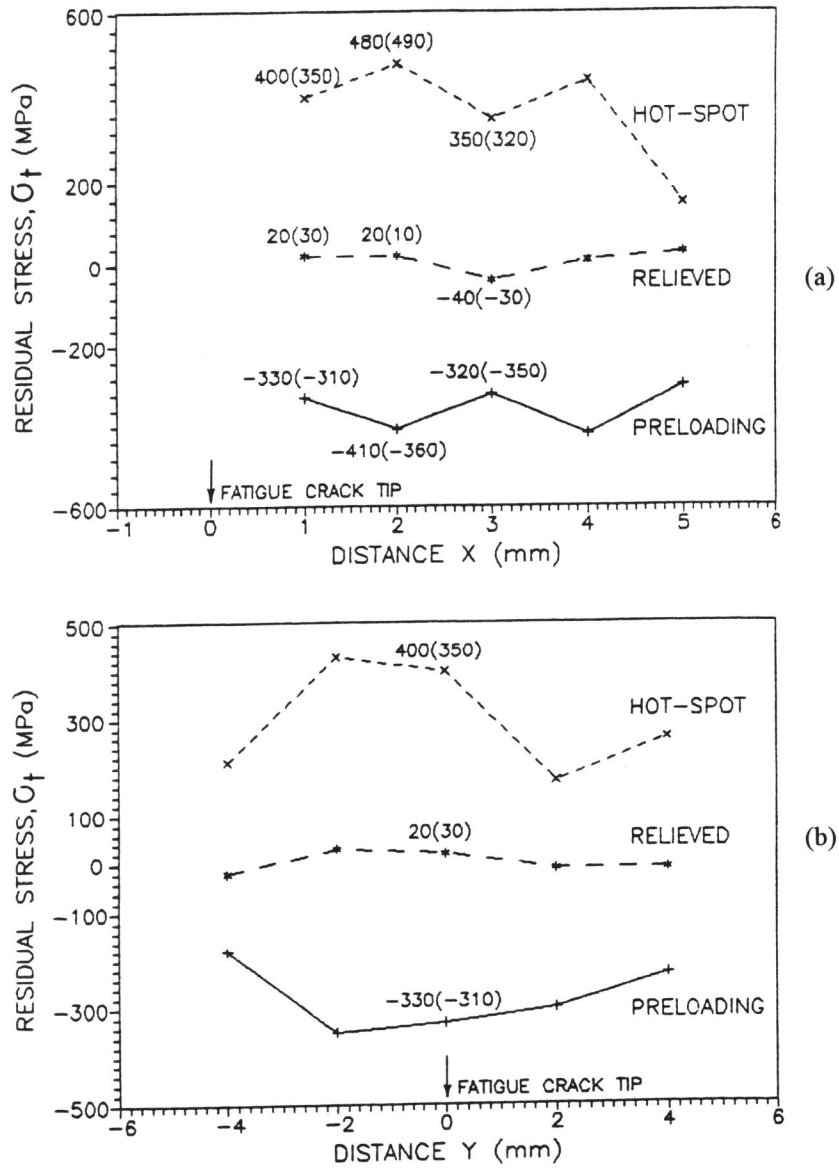 600
480(490)
400(350)
HOT-SPOT
350(320)
200
20(30)
20(10)
0
-40(-30)
RELIEVED
(a)
-200
-330(-310)
-320(-350)
PRELOADING
-410(-360)
FATIGUE CRACK TIP
-600
-1 0 1 2 3 4 5 6
DISTANCE X (mm)
RESIDUAL STRESS, σt (MPa)
500
400(350)
HOT-SPOT
300
100
20(30)
RELIEVED
(b)
0
-100
-300
-330(-310)
PRELOADING
FATIGUE CRACK TIP
-500
-6 -4 -2 0 2 4 6
DISTANCE Y (mm)
RESIDUAL STRESS, σt (MPa)